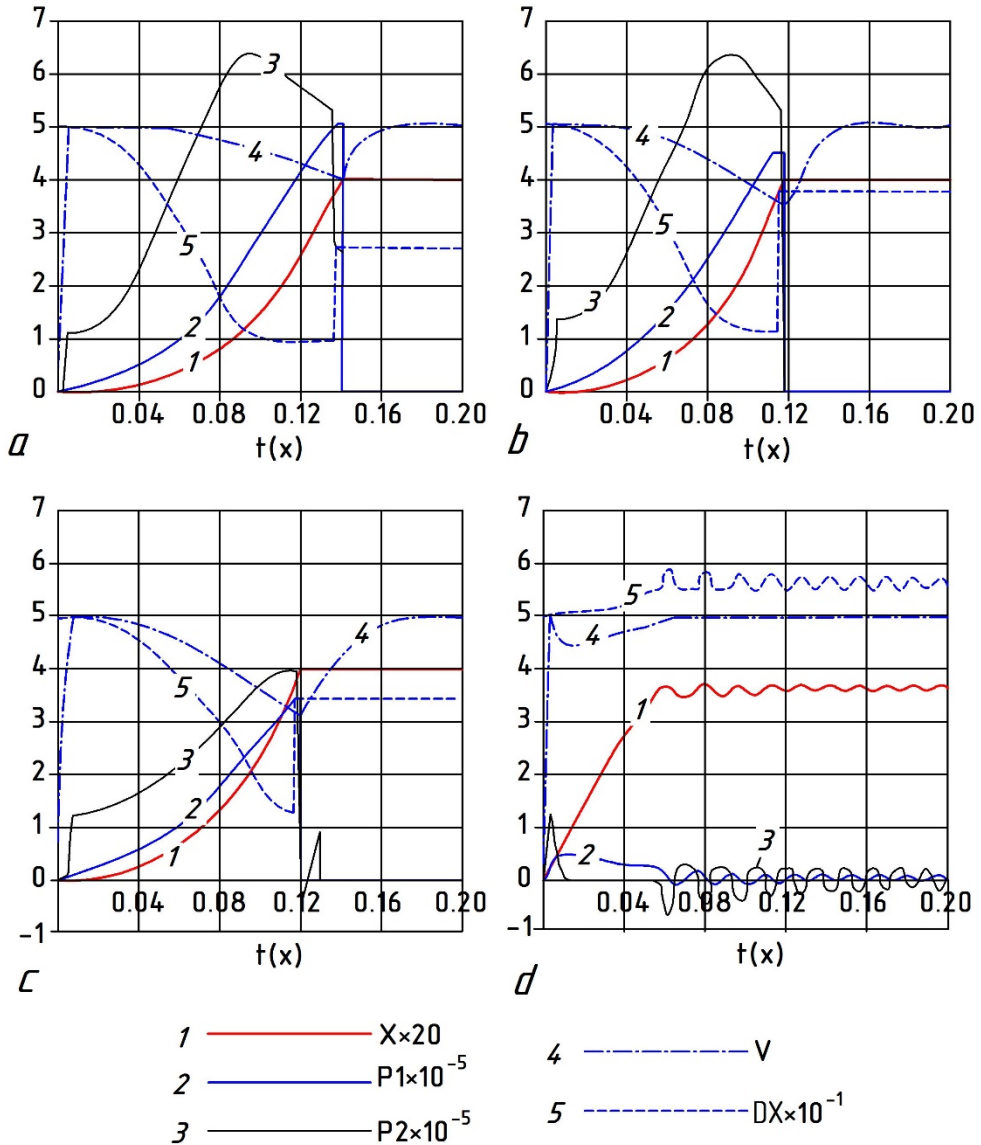 7 7
6 3 6
5 5
4 4 4 4
3 3
5 5
2 2 3
2 2
1 1 1 1
0 0.04 0.08 0.12 0.16 0.20 0 0.04 0.08 0.12 0.16 0.20
a t(x) b t(x)
7 7
6 6
5
5 4 5 4
4 5 4
1
3 3 3
2 2
2
1 1 1 2 3
0 0.04 0.08 0.12 0.16 0.20 0 0.04 0.08 0.12 0.16 0.20
-1 -1
c t(x) d t(x)
1 X×20
2 P1×10⁻⁵
3 P2×10⁻⁵
4 V
5 DX×10⁻¹